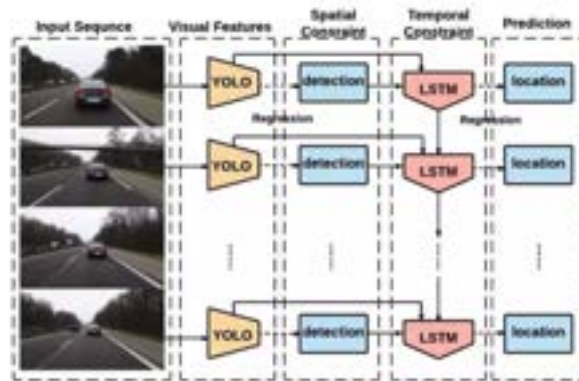 Input Sequnce
Visual Features
Spatial
Constraint
Temporal
Constraint
Prediction
YOLO
detection
LSTM
location
Regression
Regression
YOLO
detection
LSTM
location
YOLO
detection
LSTM
location